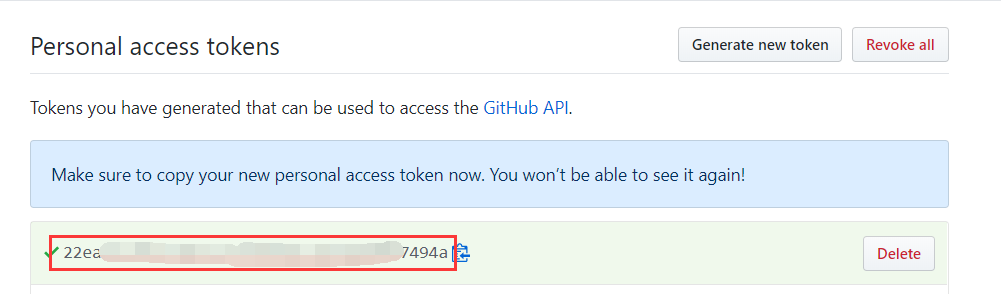 Personal access tokens
Generate new token
Revoke all
Tokens you have generated that can be used to access the GitHub API.
Make sure to copy your new personal access token now. You won't be able to see it again!
22ea 7494a
Delete